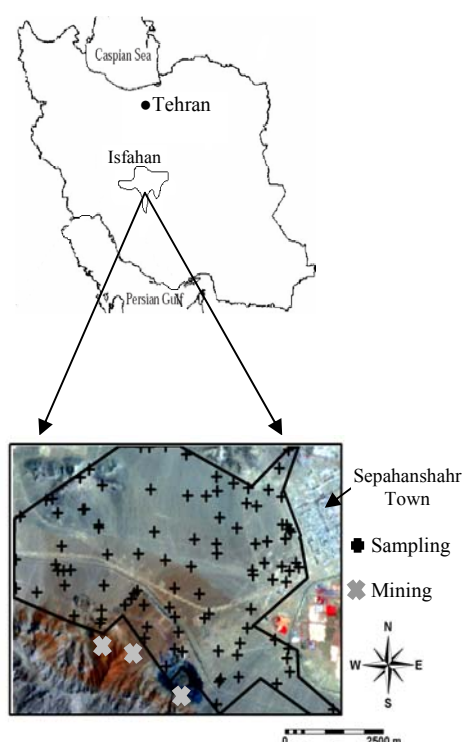 Caspian Sea
Tehran
Isfahan
Persian Gulf
Sepahanshahr
Town
Sampling
Mining
N
W E
S
0 2500 m